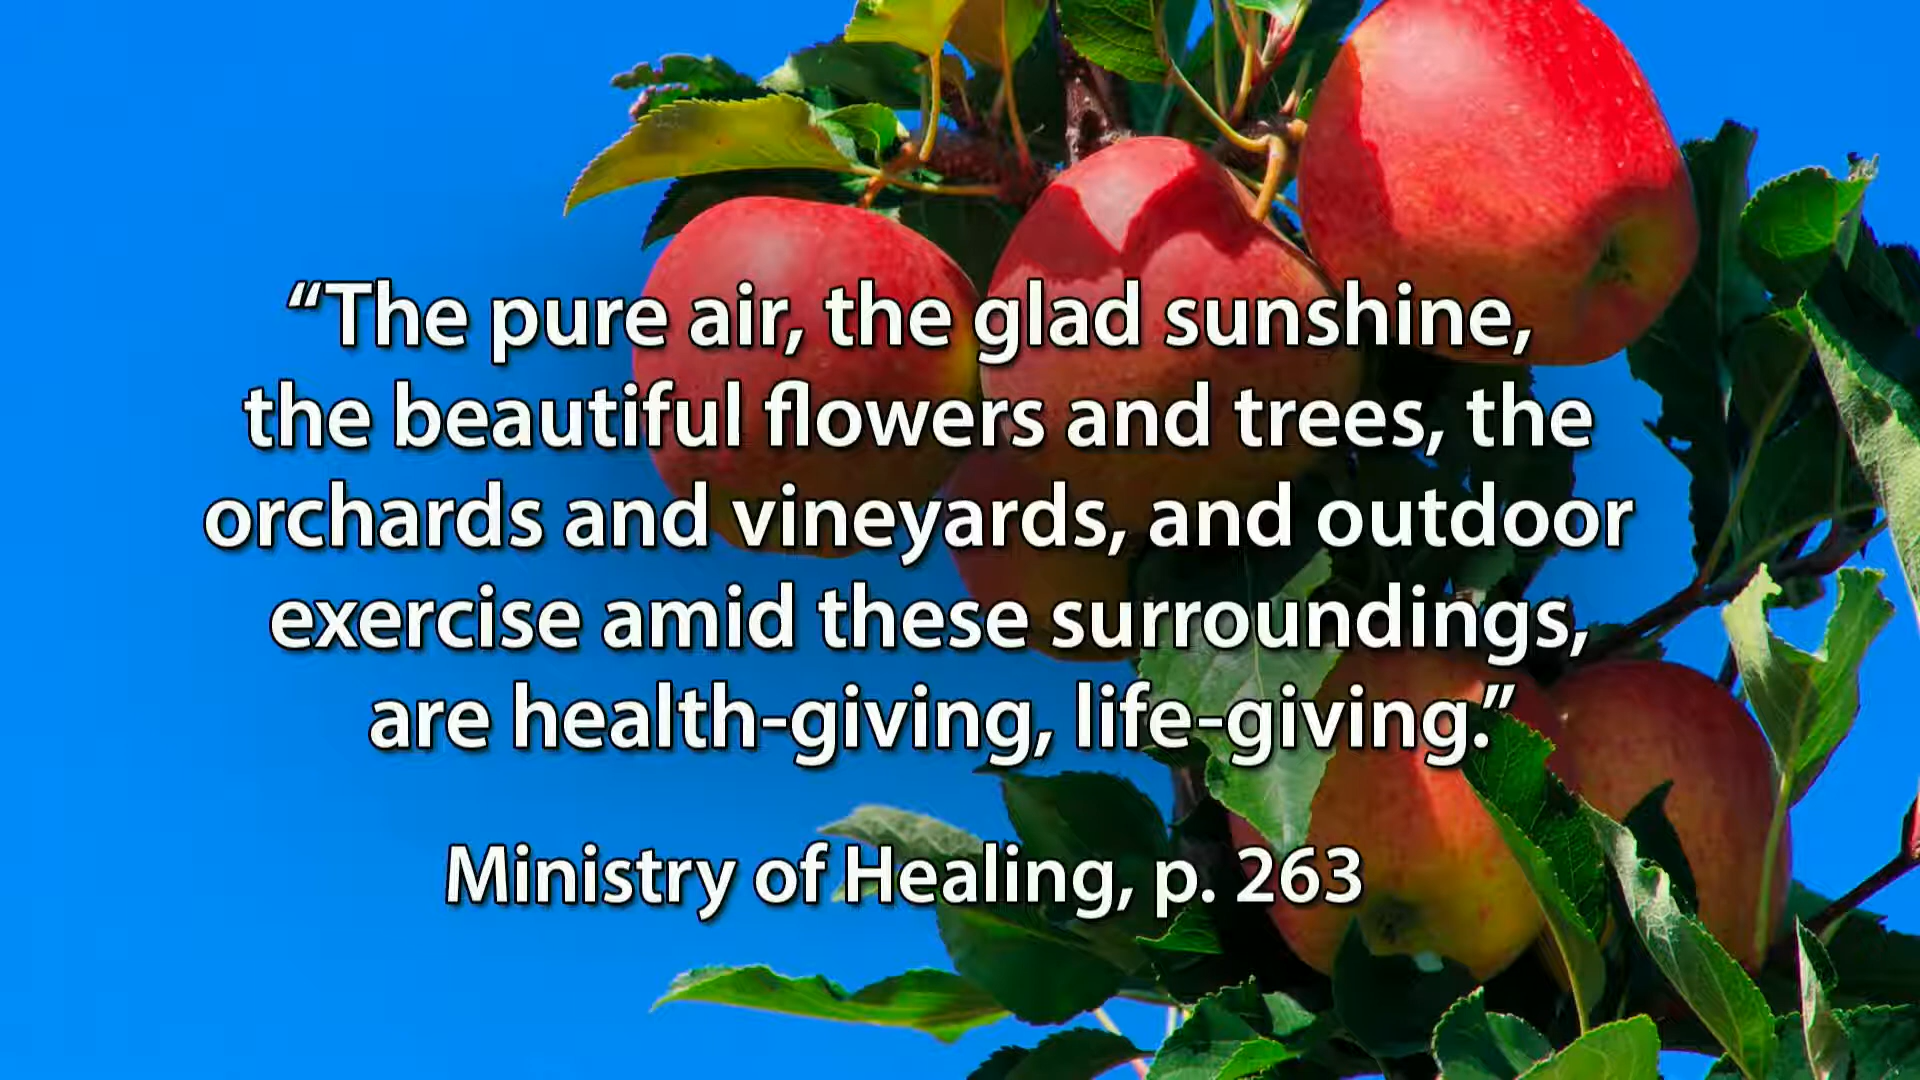 “The pure air, the glad sunshine,
the beautiful flowers and trees, the
orchards and vineyards, and outdoor
exercise amid these surroundings,
are health-giving, life-giving.”
Ministry of Healing, p. 263